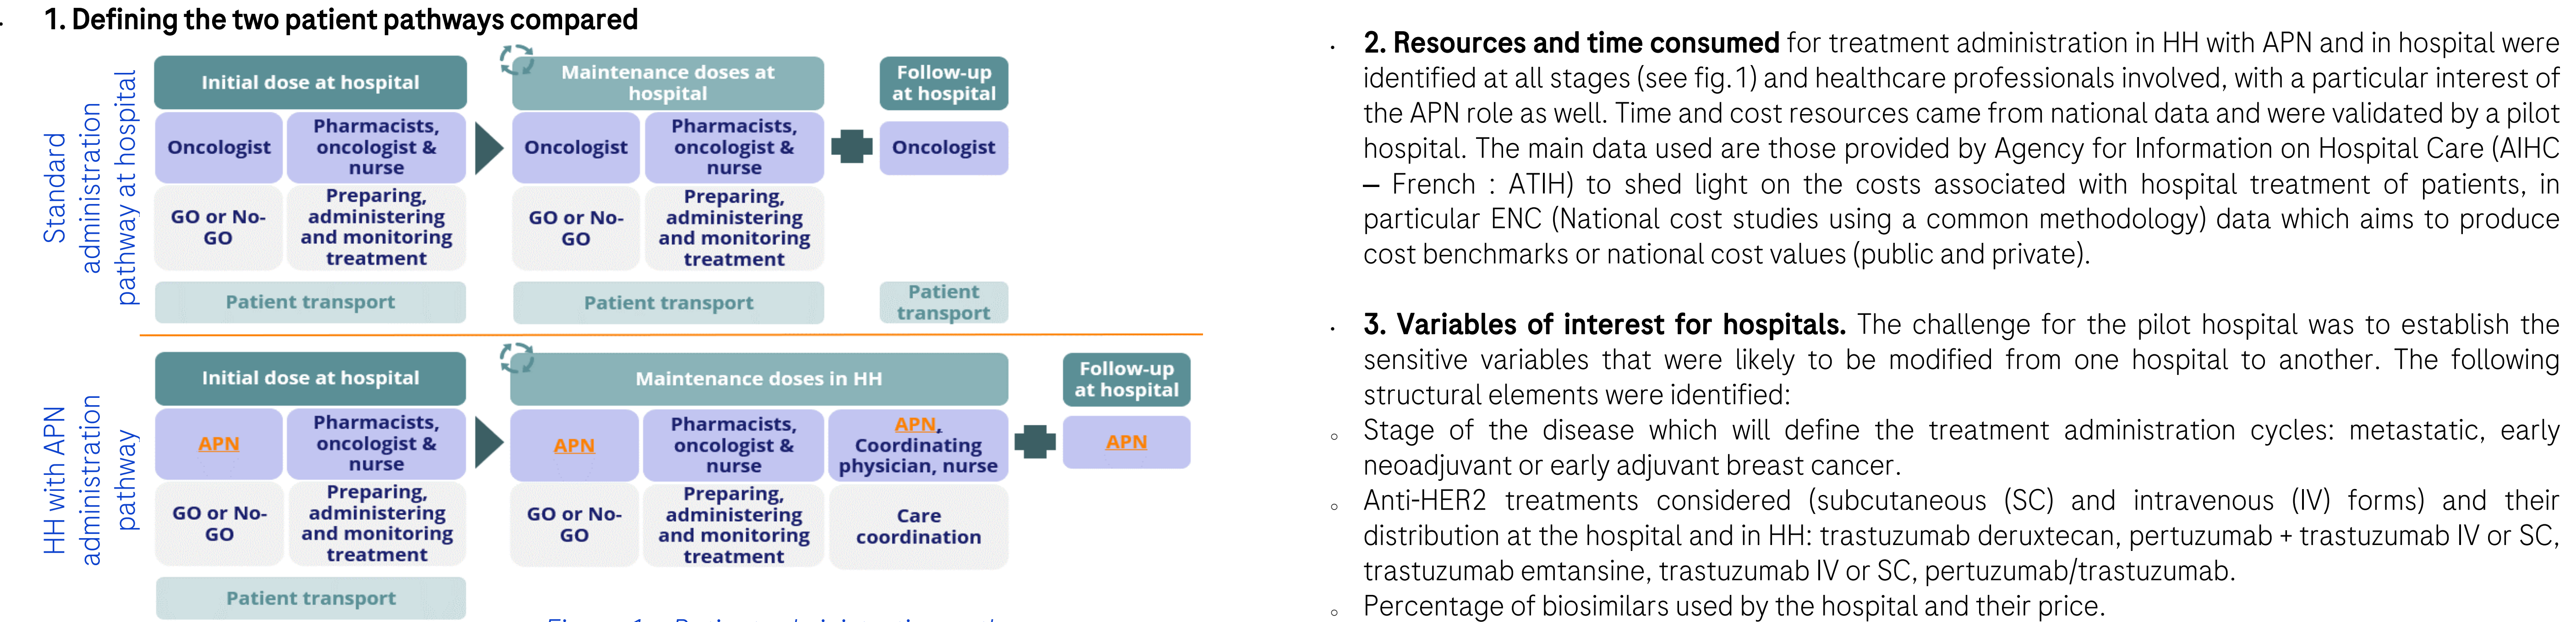 1. Defining the two patient pathways compared
Standard
administration
pathway at hospital
Initial dose at hospital
Oncologist
Pharmacists,
oncologist &
nurse
GO or No-
GO
Preparing,
administering
and monitoring
treatment
Patient transport
Maintenance doses at
hospital
Oncologist
Pharmacists,
oncologist &
nurse
GO or No-
GO
Preparing,
administering
and monitoring
treatment
Patient transport
Follow-up
at hospital
Oncologist
Patient
transport
HH with APN
administration
pathway
Initial dose at hospital
APN
Pharmacists,
oncologist &
nurse
GO or No-
GO
Preparing,
administering
and monitoring
treatment
Patient transport
Maintenance doses in HH
APN
Pharmacists,
oncologist &
nurse
APN,
Coordinating
physician, nurse
GO or No-
GO
Preparing,
administering
and monitoring
treatment
Care
coordination
Follow-up
at hospital
APN
2. Resources and time consumed for treatment administration in HH with APN and in hospital were
identified at all stages (see fig.1) and healthcare professionals involved, with a particular interest of
the APN role as well. Time and cost resources came from national data and were validated by a pilot
hospital. The main data used are those provided by Agency for Information on Hospital Care (AIHC
– French : ATIH) to shed light on the costs associated with hospital treatment of patients, in
particular ENC (National cost studies using a common methodology) data which aims to produce
cost benchmarks or national cost values (public and private).
3. Variables of interest for hospitals. The challenge for the pilot hospital was to establish the
sensitive variables that were likely to be modified from one hospital to another. The following
structural elements were identified:
Stage of the disease which will define the treatment administration cycles: metastatic, early
neoadjuvant or early adjuvant breast cancer.
Anti-HER2 treatments considered (subcutaneous (SC) and intravenous (IV) forms) and their
distribution at the hospital and in HH: trastuzumab deruxtecan, pertuzumab + trastuzumab IV or SC,
trastuzumab emtansine, trastuzumab IV or SC, pertuzumab/trastuzumab.
Percentage of biosimilars used by the hospital and their price.